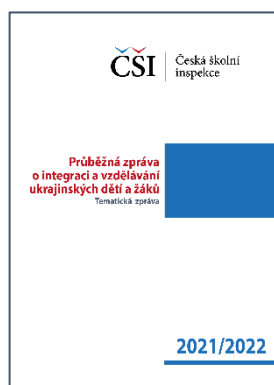 ČŠI
Česká školní
inspekce
Průběžná zpráva
o integraci a vzdělávání
ukrajinských dětí a žáků
Tematická zpráva
2021/2022